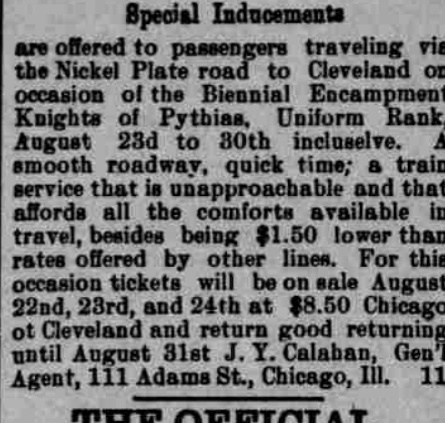 Special Inducements
are offered to passengers traveling via
the Nickel Plate road to Cleveland on
occasion of the Biennial Encampment
Knights of Pythias, Uniform Rank,
August 23d to 30th incluselve. A
smooth roadway, quick time; a train
service that is unapproachable and that
affords all the comforts available in
travel, besides being $1.50 lower than
rates offered by other lines. For this
occasion tickets will be on sale August
22nd, 23rd, and 24th at $8.50 Chicago
ot Cleveland and return good returning
until August 31st J. Y. Calahan, Gen'l
Agent, 111 Adams St., Chicago, Ill. 11
THE OFFICIAL